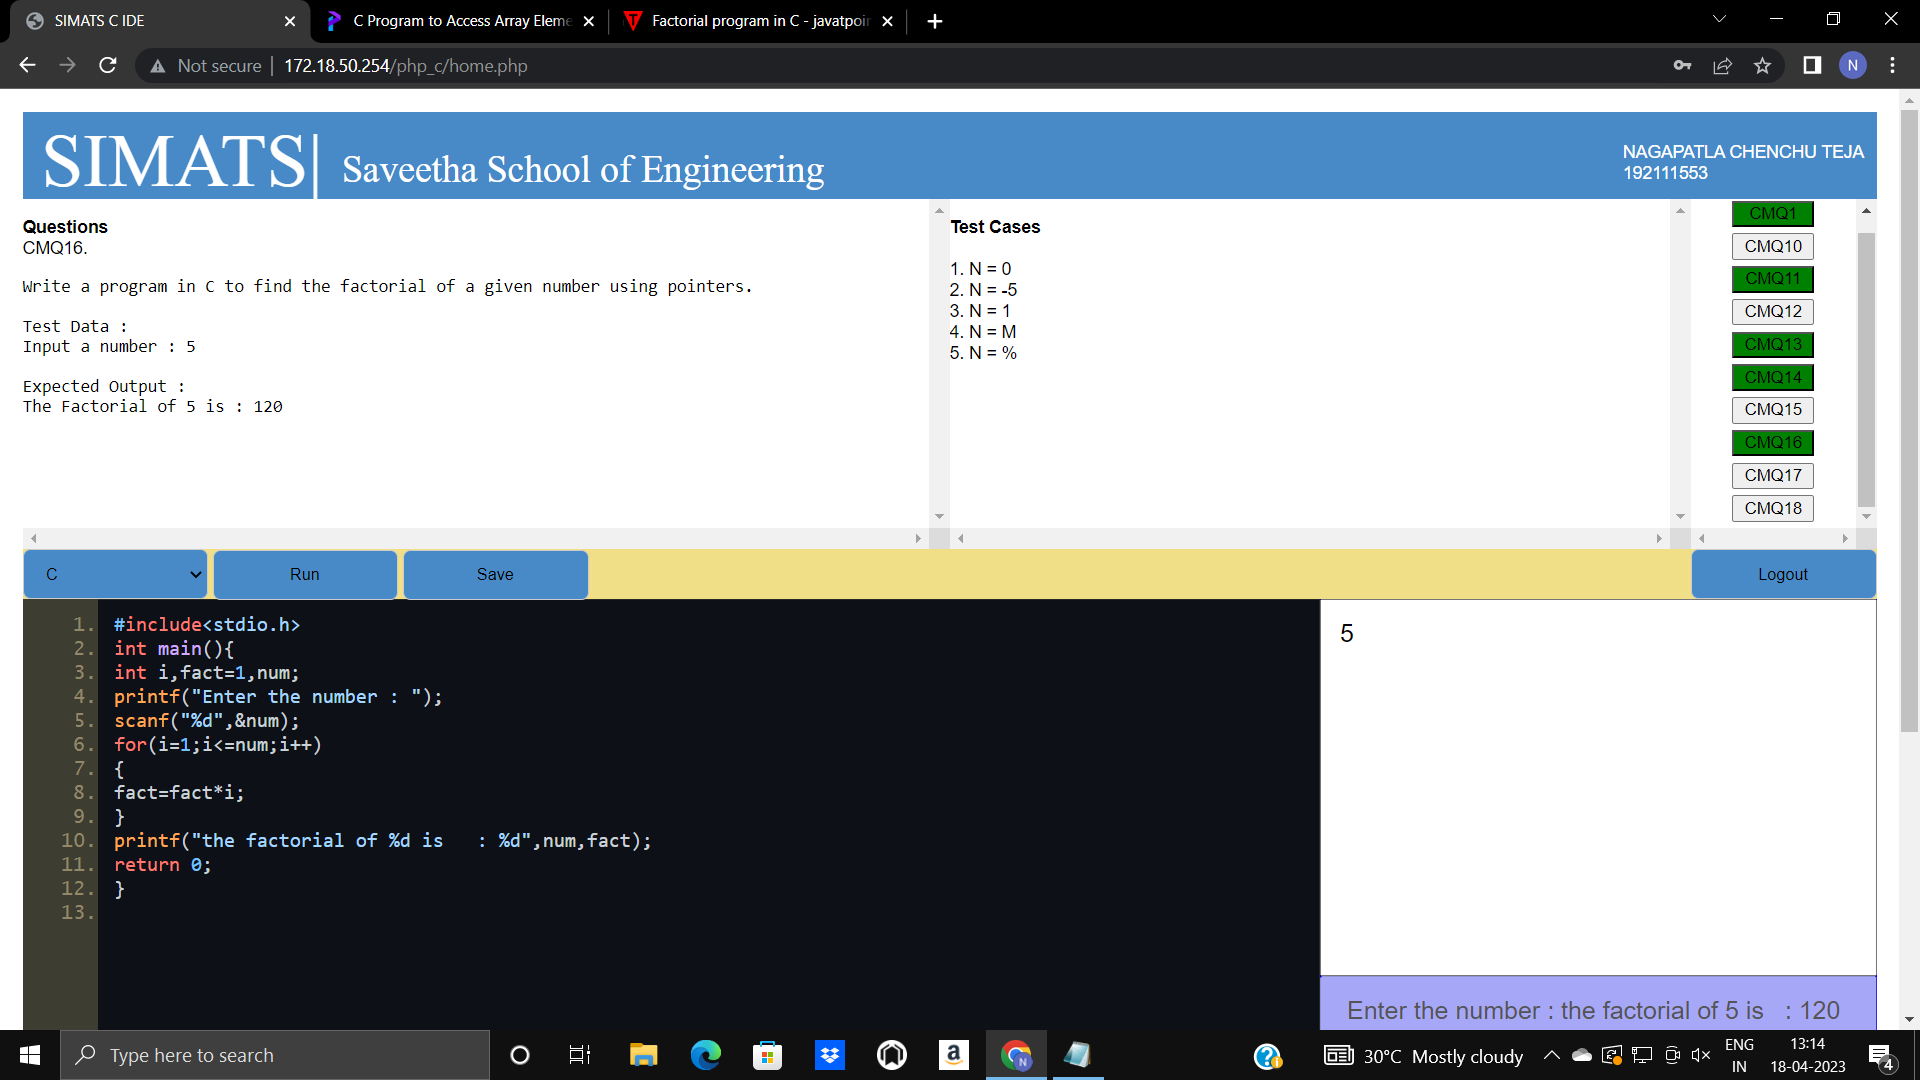 SIMATS C IDE
C Program to Access Array Eleme
Factorial program in C - javatpoin
Not secure
172.18.50.254/php_c/home.php
N
SIMATS|
Saveetha School of Engineering
NAGAPATLA CHENCHU TEJA
192111553
Questions
CMQ16.
Write a program in C to find the factorial of a given number using pointers.
Test Data :
Input a number : 5
Expected Output :
The Factorial of 5 is : 120
Test Cases
1. N = 0
2. N = -5
3. N = 1
4. N = M
5. N = %
CMQ1
CMQ10
CMQ11
CMQ12
CMQ13
CMQ14
CMQ15
CMQ16
CMQ17
CMQ18
C
Run
Save
Logout
1. #include<stdio.h>
2. int main(){
3. int i,fact=1,num;
4. printf("Enter the number : ");
5. scanf("%d",&num);
6. for(i=1;i<=num;i++)
7. {
8. fact=fact*i;
9. }
10. printf("the factorial of %d is   : %d",num,fact);
11. return 0;
12. }
13.
5
Enter the number : the factorial of 5 is   : 120
Type here to search
a
N
30°C Mostly cloudy
ENG
IN
13:14
18-04-2023
4